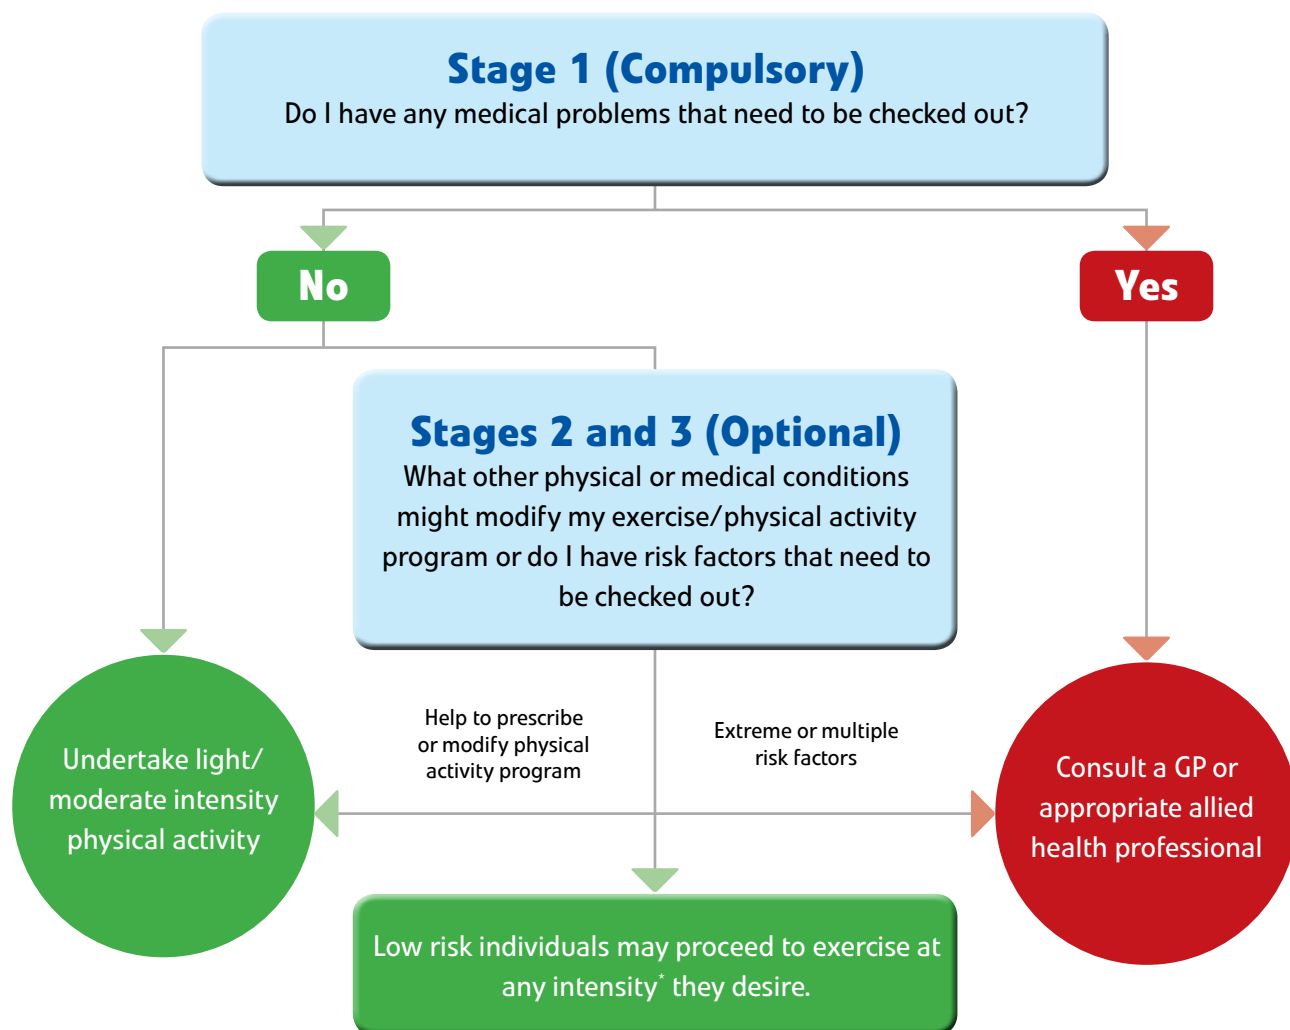 Stage 1 (Compulsory)
Do I have any medical problems that need to be checked out?
No
Yes
Stages 2 and 3 (Optional)
What other physical or medical conditions
might modify my exercise/physical activity
program or do I have risk factors that need to
be checked out?
Help to prescribe
or modify physical
activity program
Extreme or multiple
risk factors
Undertake light/
moderate intensity
physical activity
Consult a GP or
appropriate allied
health professional
Low risk individuals may proceed to exercise at
any intensity* they desire.